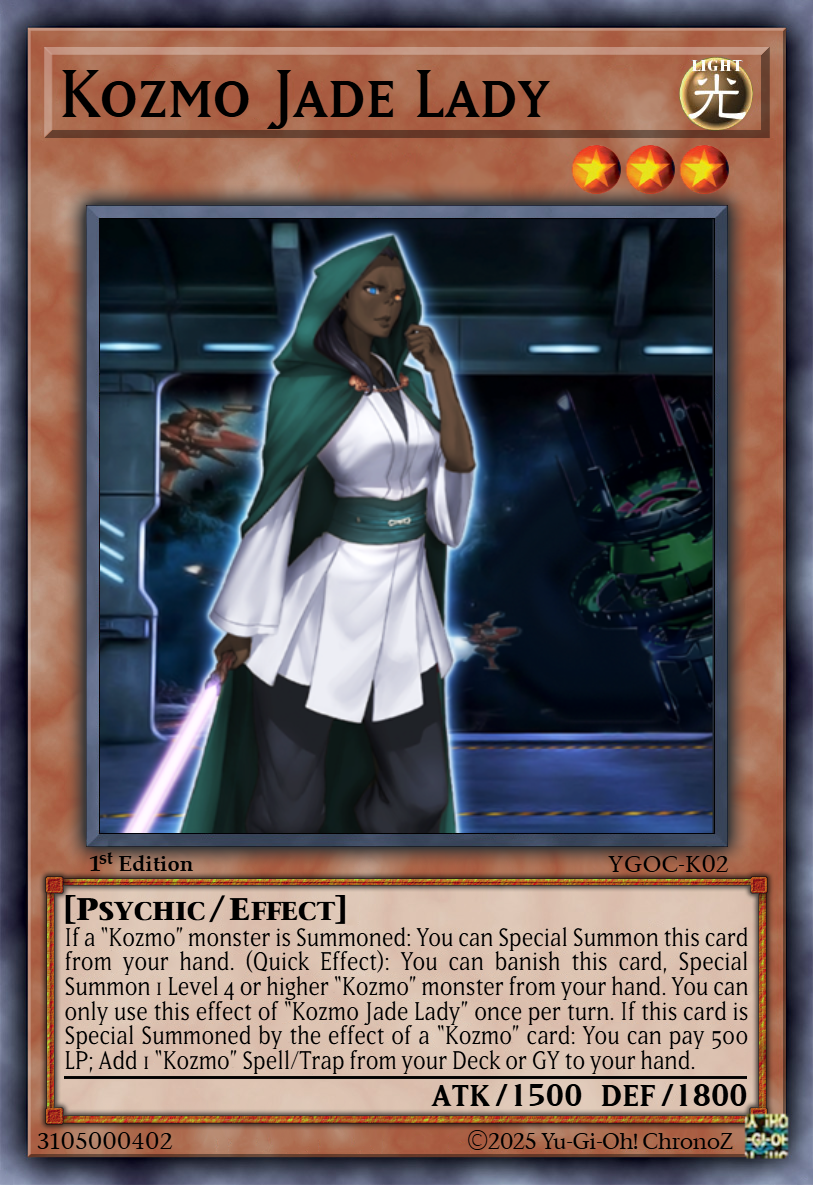 Kozmo Jade Lady
LIGHT
光
1st Edition
YGOC-K02
[Psychic/Effect]
If a "Kozmo" monster is Summoned: You can Special Summon this card
from your hand. (Quick Effect): You can banish this card, Special
Summon 1 Level 4 or higher "Kozmo" monster from your hand. You can
only use this effect of "Kozmo Jade Lady" once per turn. If this card is
Special Summoned by the effect of a "Kozmo" card: You can pay 500
LP; Add 1 "Kozmo" Spell/Trap from your Deck or GY to your hand.
ATK/1500 DEF/1800
3105000402
©2025 Yu-Gi-Oh! ChronoZ